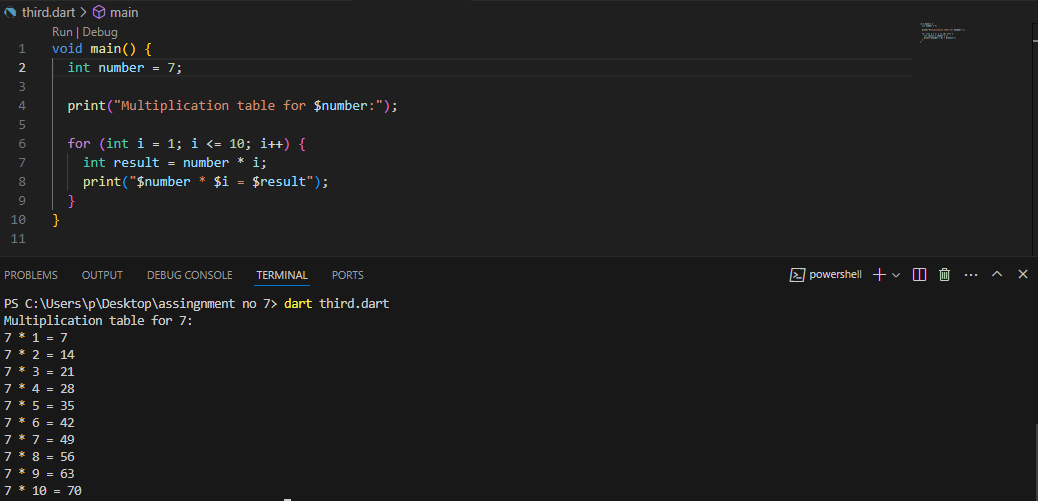 third.dart > main
Run | Debug
1 void main() {
2   int number = 7;
3
4   print("Multiplication table for $number:");
5
6   for (int i = 1; i <= 10; i++) {
7     int result = number * i;
8     print("$number * $i = $result");
9   }
10 }
11
PROBLEMS OUTPUT DEBUG CONSOLE TERMINAL PORTS powershell
PS C:\Users\p\Desktop\assingnment no 7> dart third.dart
Multiplication table for 7:
7 * 1 = 7
7 * 2 = 14
7 * 3 = 21
7 * 4 = 28
7 * 5 = 35
7 * 6 = 42
7 * 7 = 49
7 * 8 = 56
7 * 9 = 63
7 * 10 = 70